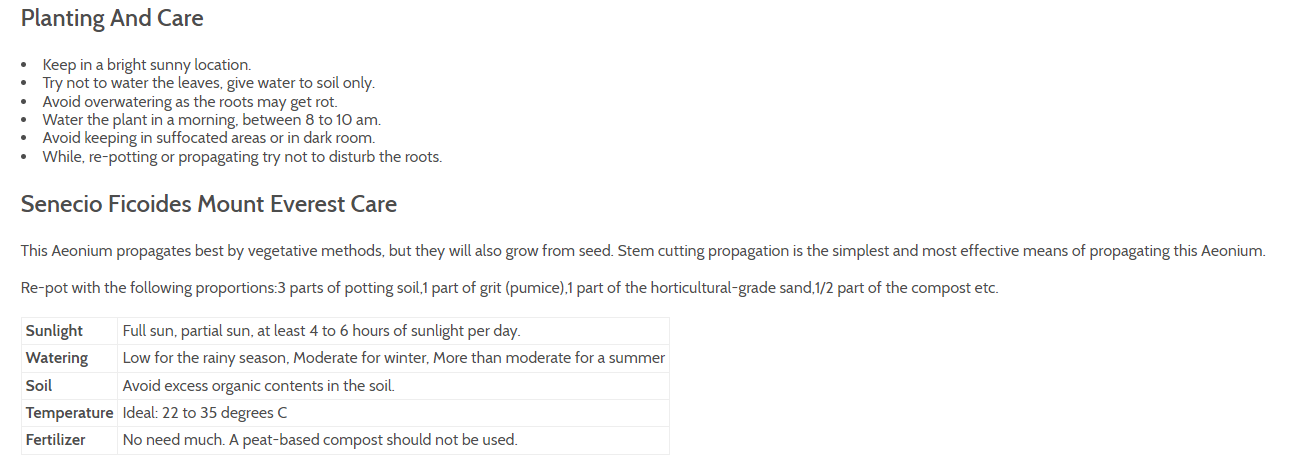 Planting And Care
• Keep in a bright sunny location.
• Try not to water the leaves, give water to soil only.
• Avoid overwatering as the roots may get rot.
• Water the plant in a morning, between 8 to 10 am.
• Avoid keeping in suffocated areas or in dark room.
• While, re-potting or propagating try not to disturb the roots.
Senecio Ficoides Mount Everest Care
This Aeonium propagates best by vegetative methods, but they will also grow from seed. Stem cutting propagation is the simplest and most effective means of propagating this Aeonium.
Re-pot with the following proportions:3 parts of potting soil,1 part of grit (pumice),1 part of the horticultural-grade sand,1/2 part of the compost etc.
Sunlight Full sun, partial sun, at least 4 to 6 hours of sunlight per day.
Watering Low for the rainy season, Moderate for winter, More than moderate for a summer
Soil Avoid excess organic contents in the soil.
Temperature Ideal: 22 to 35 degrees C
Fertilizer No need much. A peat-based compost should not be used.